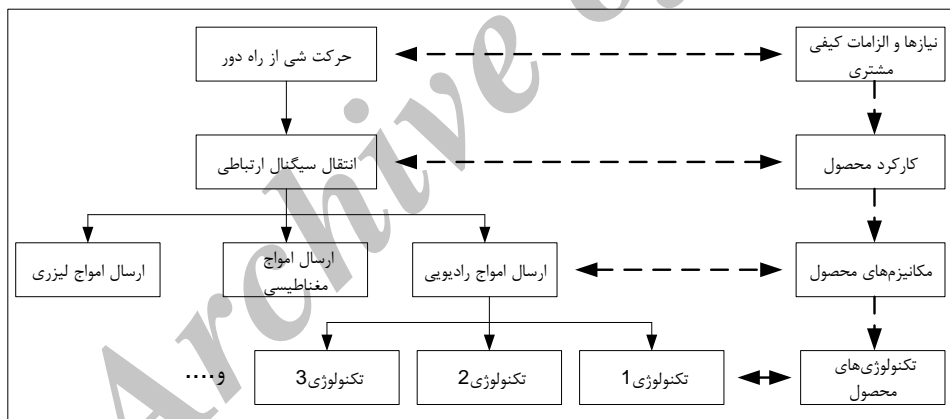 نیازها و الزامات کیفی
مشتری
حرکت شی از راه دور
کارکرد محصول
انتقال سیگنال ارتباطی
مکانیزم‌های محصول
ارسال امواج رادیویی
ارسال امواج
مغناطیسی
ارسال امواج لیزری
تکنولوژی‌های
محصول
تکنولوژی1
تکنولوژی2
تکنولوژی3
و....
Archive of